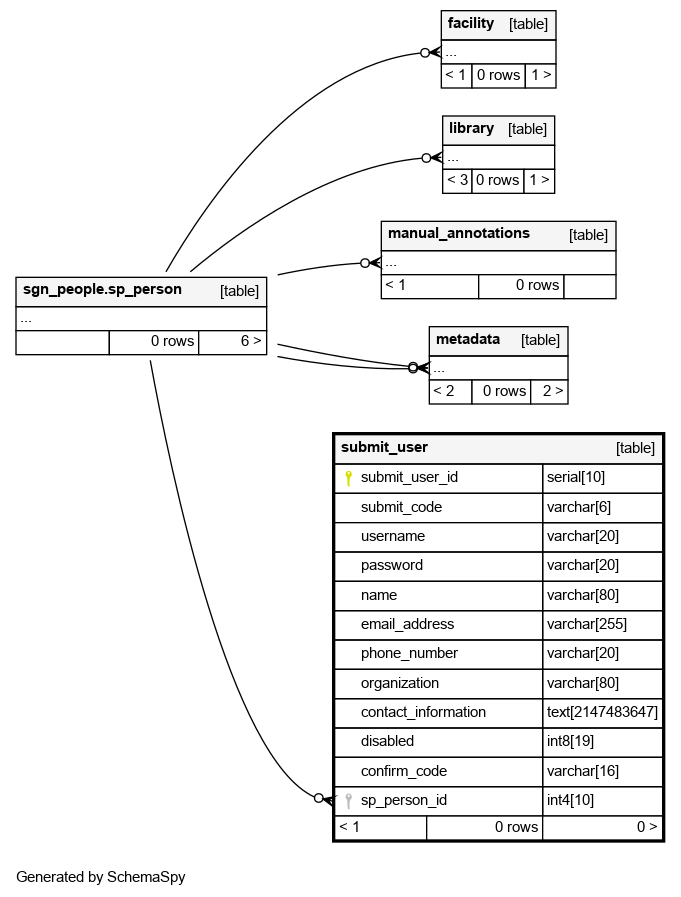 facility [table]
...
< 1 0 rows 1 >
library [table]
...
< 3 0 rows 1 >
manual_annotations [table]
...
< 1 0 rows
sgn_people.sp_person [table]
...
0 rows 6 >
metadata [table]
...
< 2 0 rows 2 >
submit_user [table]
submit_user_id serial[10]
submit_code varchar[6]
username varchar[20]
password varchar[20]
name varchar[80]
email_address varchar[255]
phone_number varchar[20]
organization varchar[80]
contact_information text[2147483647]
disabled int8[19]
confirm_code varchar[16]
sp_person_id int4[10]
< 1 0 rows 0 >
Generated by SchemaSpy